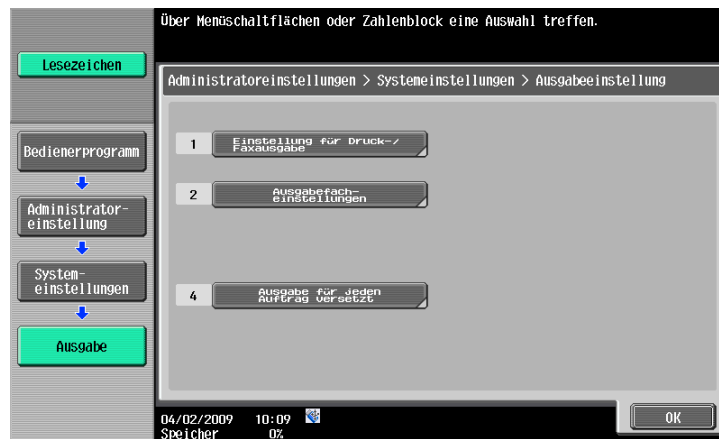 Über Menüschaltflächen oder Zahlenblock eine Auswahl treffen.
Lesezeichen
Administratoreinstellungen > Systemeinstellungen > Ausgabeeinstellung
Bedienerprogramm
Administrator-
einstellung
System-
einstellungen
Ausgabe
1 Einstellung für Druck-/
Faxausgabe
2 Ausgabefach-
einstellungen
4 Ausgabe für jeden
Auftrag versetzt
04/02/2009 10:09
Speicher 0%
OK